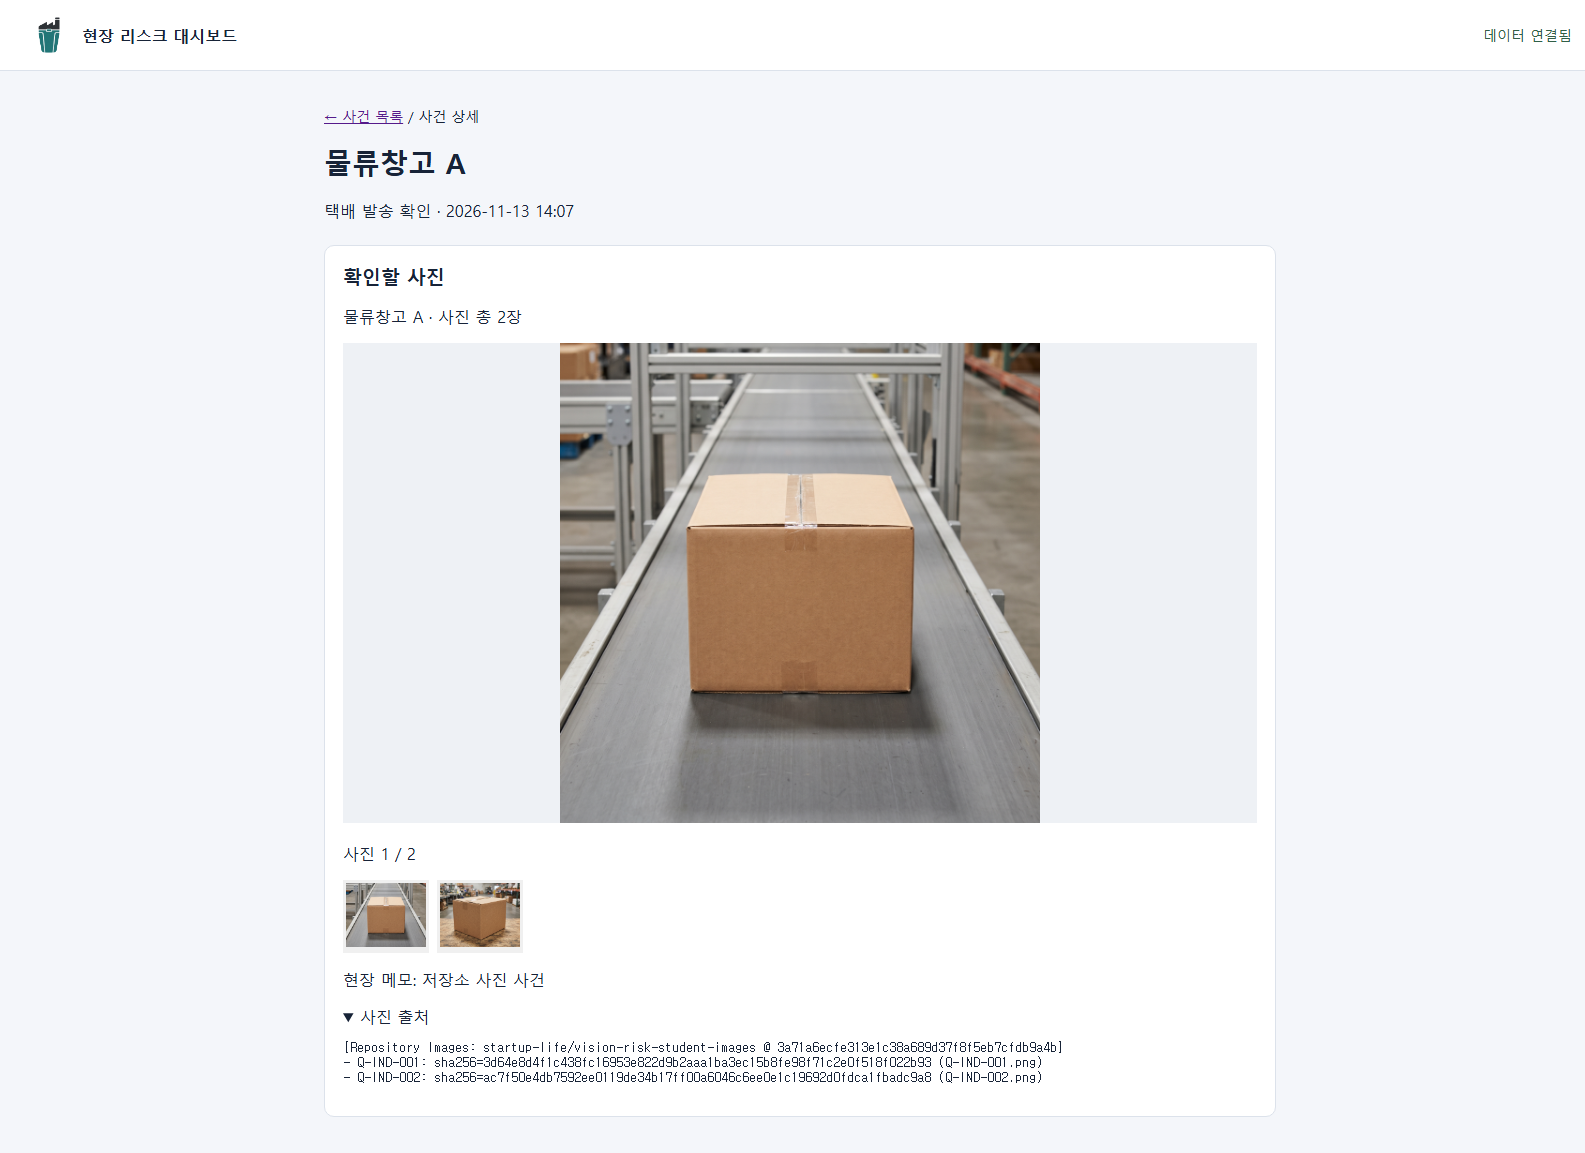 현장 리스크 대시보드
데이터 연결됨
← 사건 목록 / 사건 상세
물류창고 A
택배 발송 확인 · 2026-11-13 14:07
확인할 사진
물류창고 A · 사진 총 2장
사진 1 / 2
현장 메모: 저장소 사진 사건
▼ 사진 출처
[Repository Images: startup-life/vision-risk-student-images @ 3a71a6ecfe313e1c38a689d37f8f5eb7cfdb9a4b]
- Q-IND-001: sha256=3d64e8d4f1c438fc16953e822d9b2aaa1ba3ec15b8fe98f71c2e0f518f022b93 (Q-IND-001.png)
- Q-IND-002: sha256=ac7f50e4db7592ee0119de34b17ff00a6046c6ee0e1c19692d0fdca1fbadc9a8 (Q-IND-002.png)